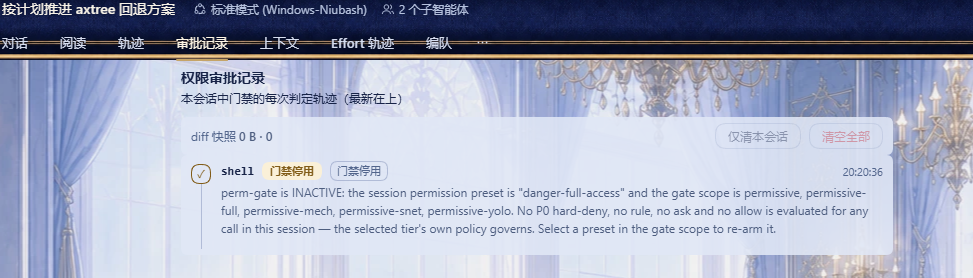 按计划推进 axtree 回退方案 标准模式 (Windows-Niubash) 2 个子智能体
对话 阅读 轨迹 审批记录 上下文 Effort 轨迹 编队 ...
权限审批记录
本会话中门禁的每次判定轨迹（最新在上）
diff 快照 0 B · 0 仅清本会话 清空全部
shell 门禁停用 门禁停用 20:20:36
perm-gate is INACTIVE: the session permission preset is "danger-full-access" and the gate scope is permissive, permissive-
full, permissive-mech, permissive-snet, permissive-yolo. No P0 hard-deny, no rule, no ask and no allow is evaluated for any
call in this session — the selected tier's own policy governs. Select a preset in the gate scope to re-arm it.